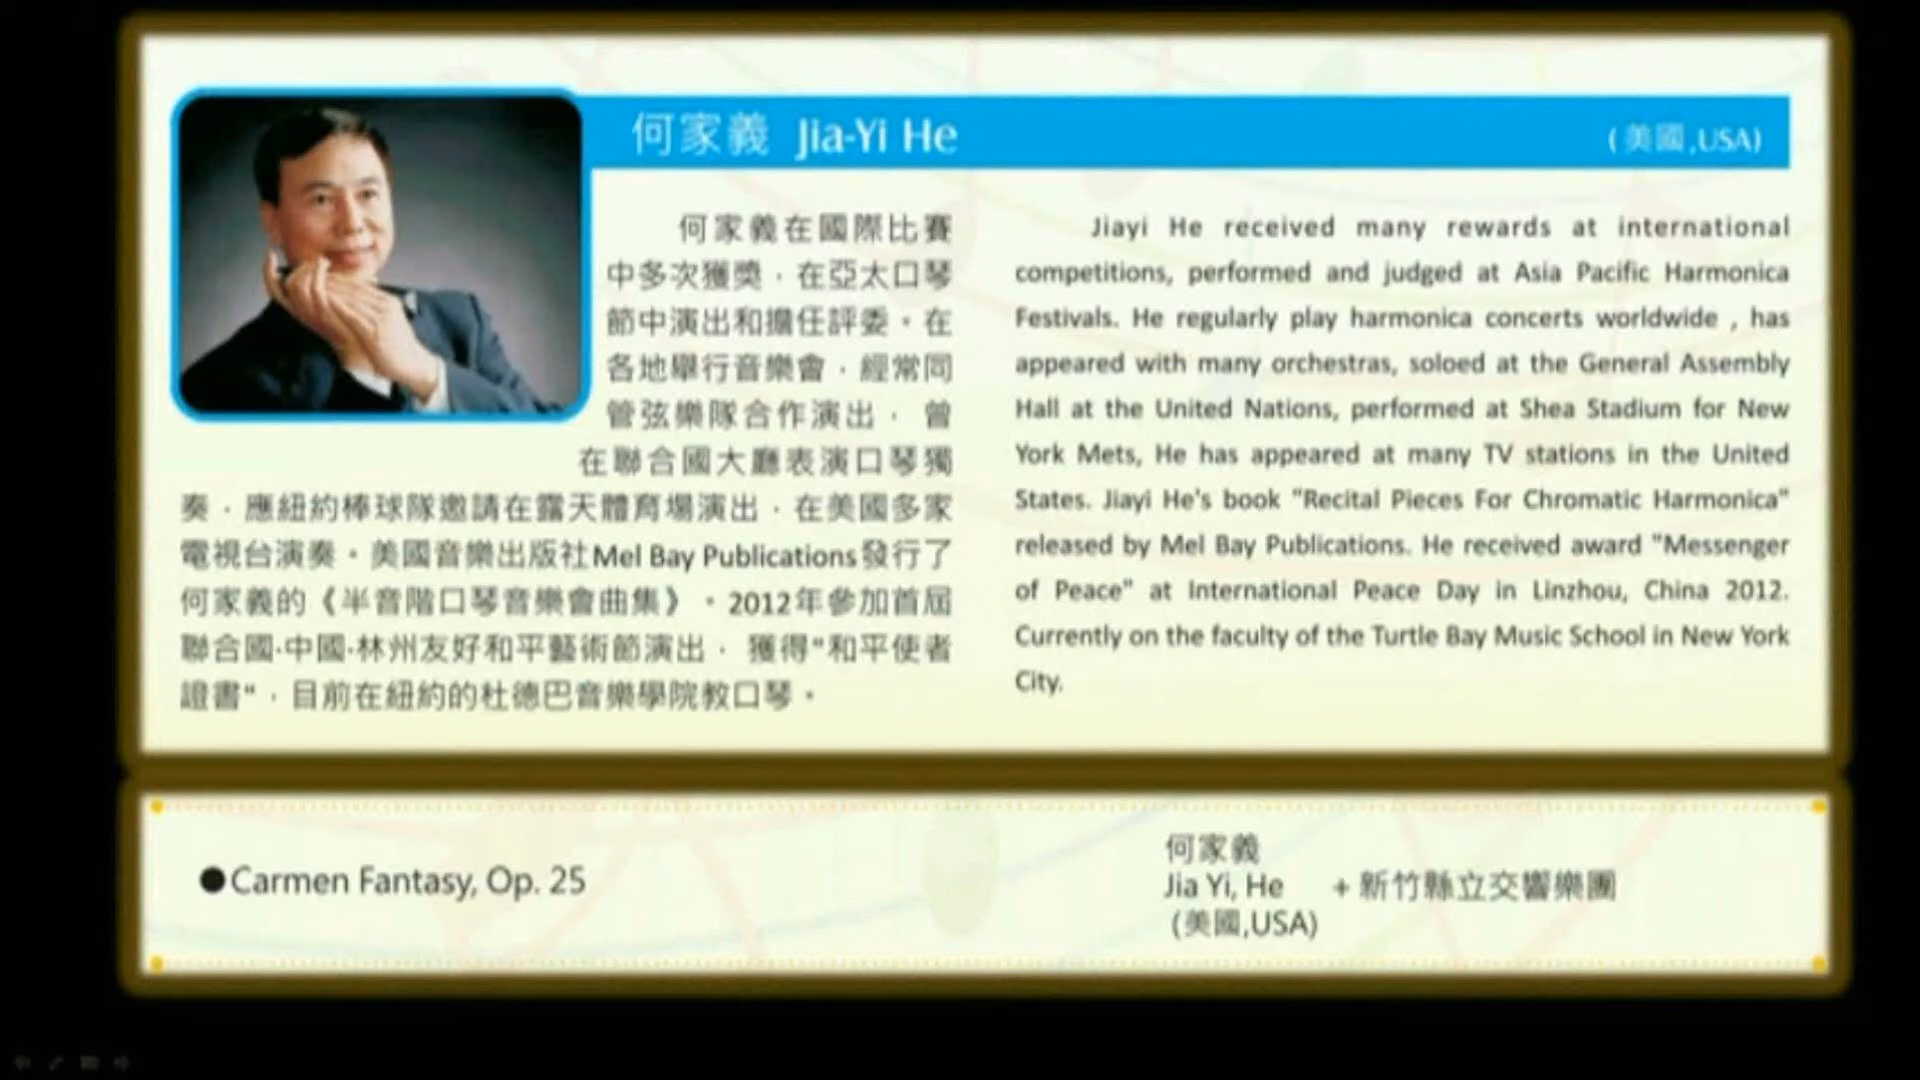 何家義 Jia-Yi He
(美國,USA)
何家義在國際比賽
中多次獲獎，在亞太口琴
節中演出和擔任評委。在
各地舉行音樂會，經常同
管弦樂隊合作演出， 曾
在聯合國大廳表演口琴獨
奏，應紐約棒球隊邀請在露天體育場演出，在美國多家
電視台演奏。美國音樂出版社Mel Bay Publications發行了
何家義的《半音階口琴音樂會曲集》。2012年參加首屆
聯合國·中國·林州友好和平藝術節演出， 獲得"和平使者
證書"，目前在紐約的杜德巴音樂學院教口琴。
Jiayi He received many rewards at international
competitions, performed and judged at Asia Pacific Harmonica
Festivals. He regularly play harmonica concerts worldwide , has
appeared with many orchestras, soloed at the General Assembly
Hall at the United Nations, performed at Shea Stadium for New
York Mets, He has appeared at many TV stations in the United
States. Jiayi He's book "Recital Pieces For Chromatic Harmonica"
released by Mel Bay Publications. He received award "Messenger
of Peace" at International Peace Day in Linzhou, China 2012.
Currently on the faculty of the Turtle Bay Music School in New York
City.
●Carmen Fantasy, Op. 25
何家義
Jia Yi, He + 新竹縣立交響樂團
(美國,USA)